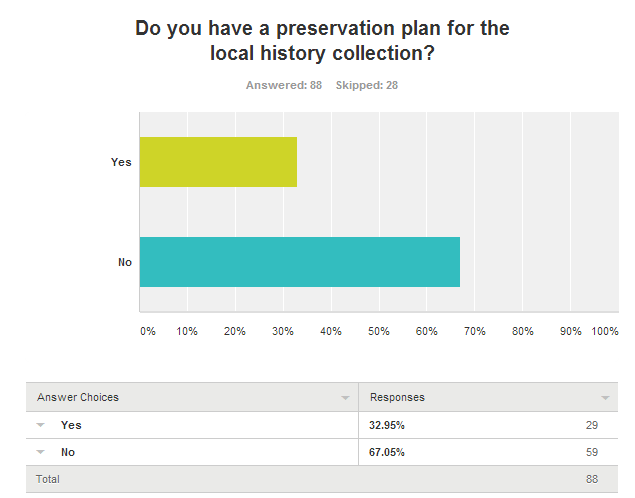 Do you have a preservation plan for the
local history collection?
Answered: 88 Skipped: 28
Yes
No
0% 10% 20% 30% 40% 50% 60% 70% 80% 90% 100%
Answer Choices Responses
Yes 32.95% 29
No 67.05% 59
Total 88